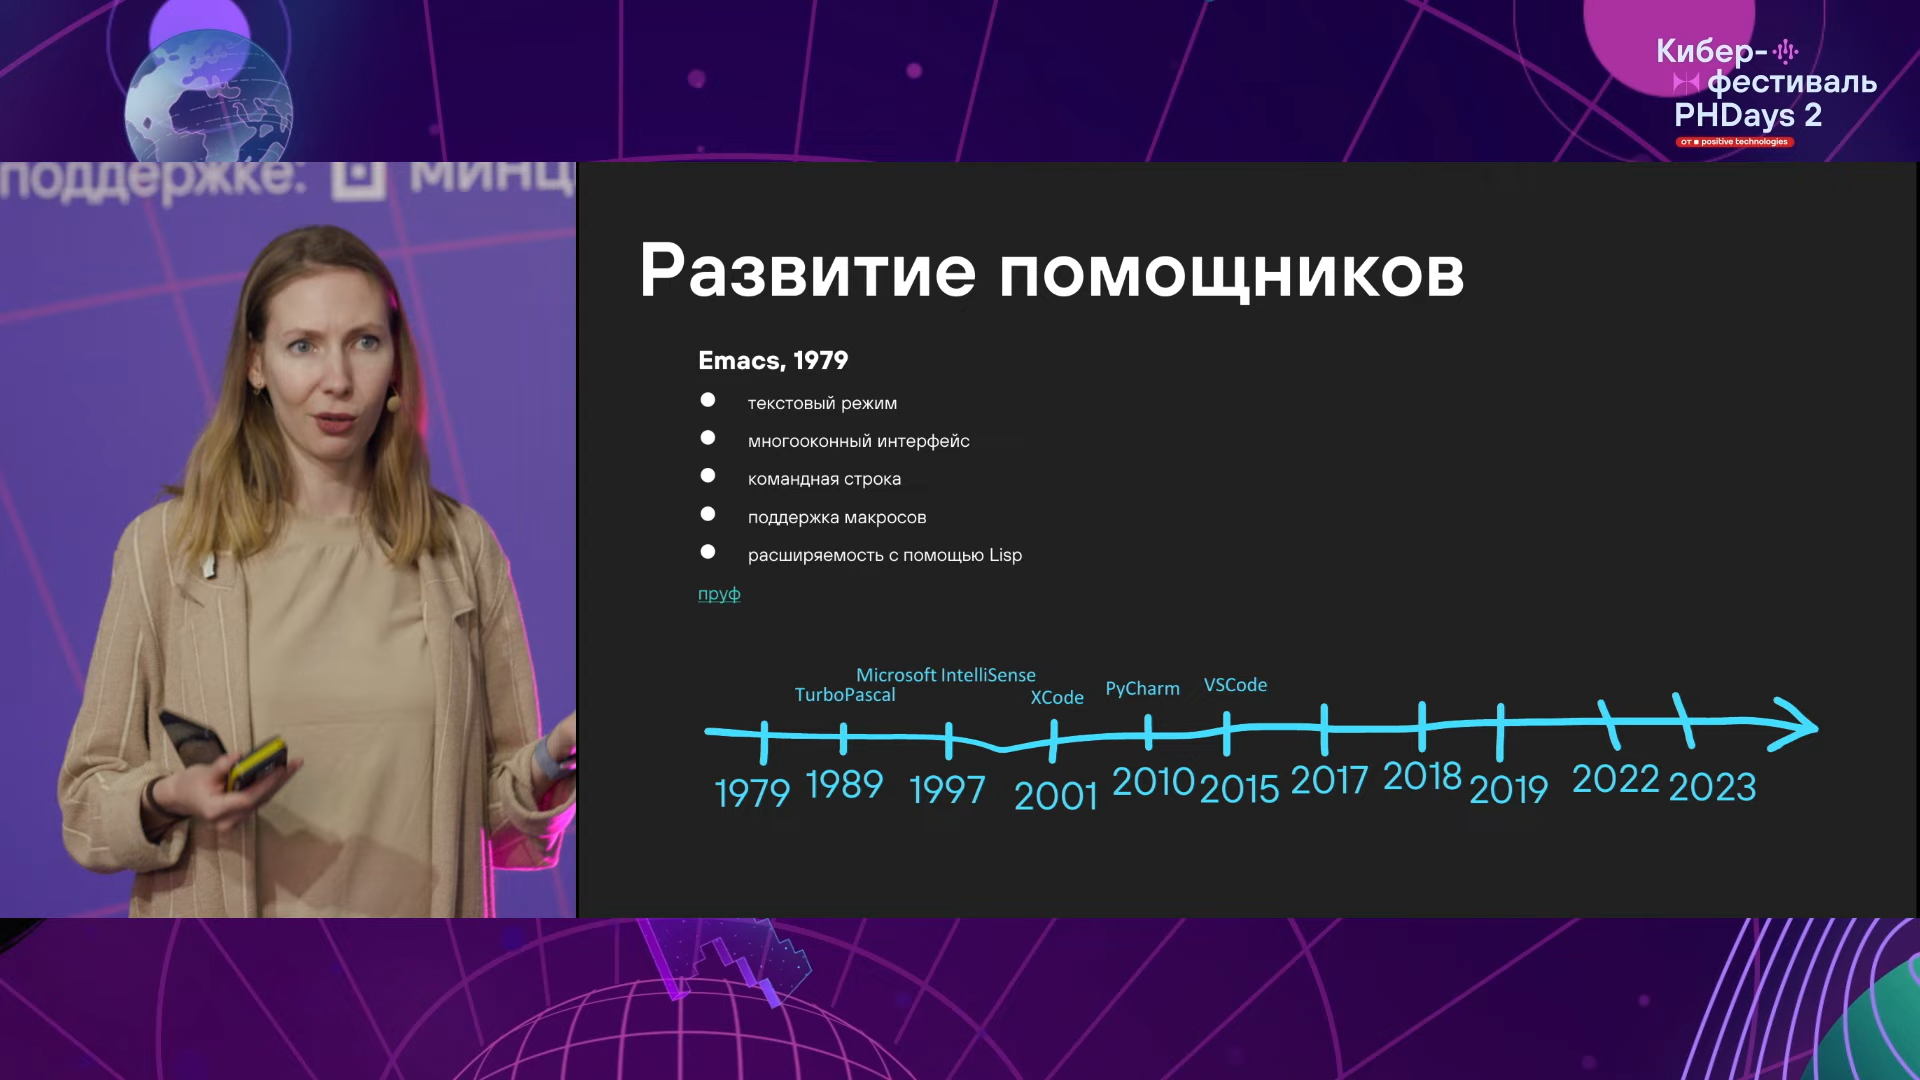 Кибер-
фестиваль
PHDays 2
от positive technologies
поддержке:
Развитие помощников
Emacs, 1979
текстовый режим
многооконный интерфейс
командная строка
поддержка макросов
расширяемость с помощью Lisp
пруф
Microsoft IntelliSense
TurboPascal
XCode
PyCharm
VSCode
1979 1989 1997 2001 2010 2015 2017 2018 2019 2022 2023